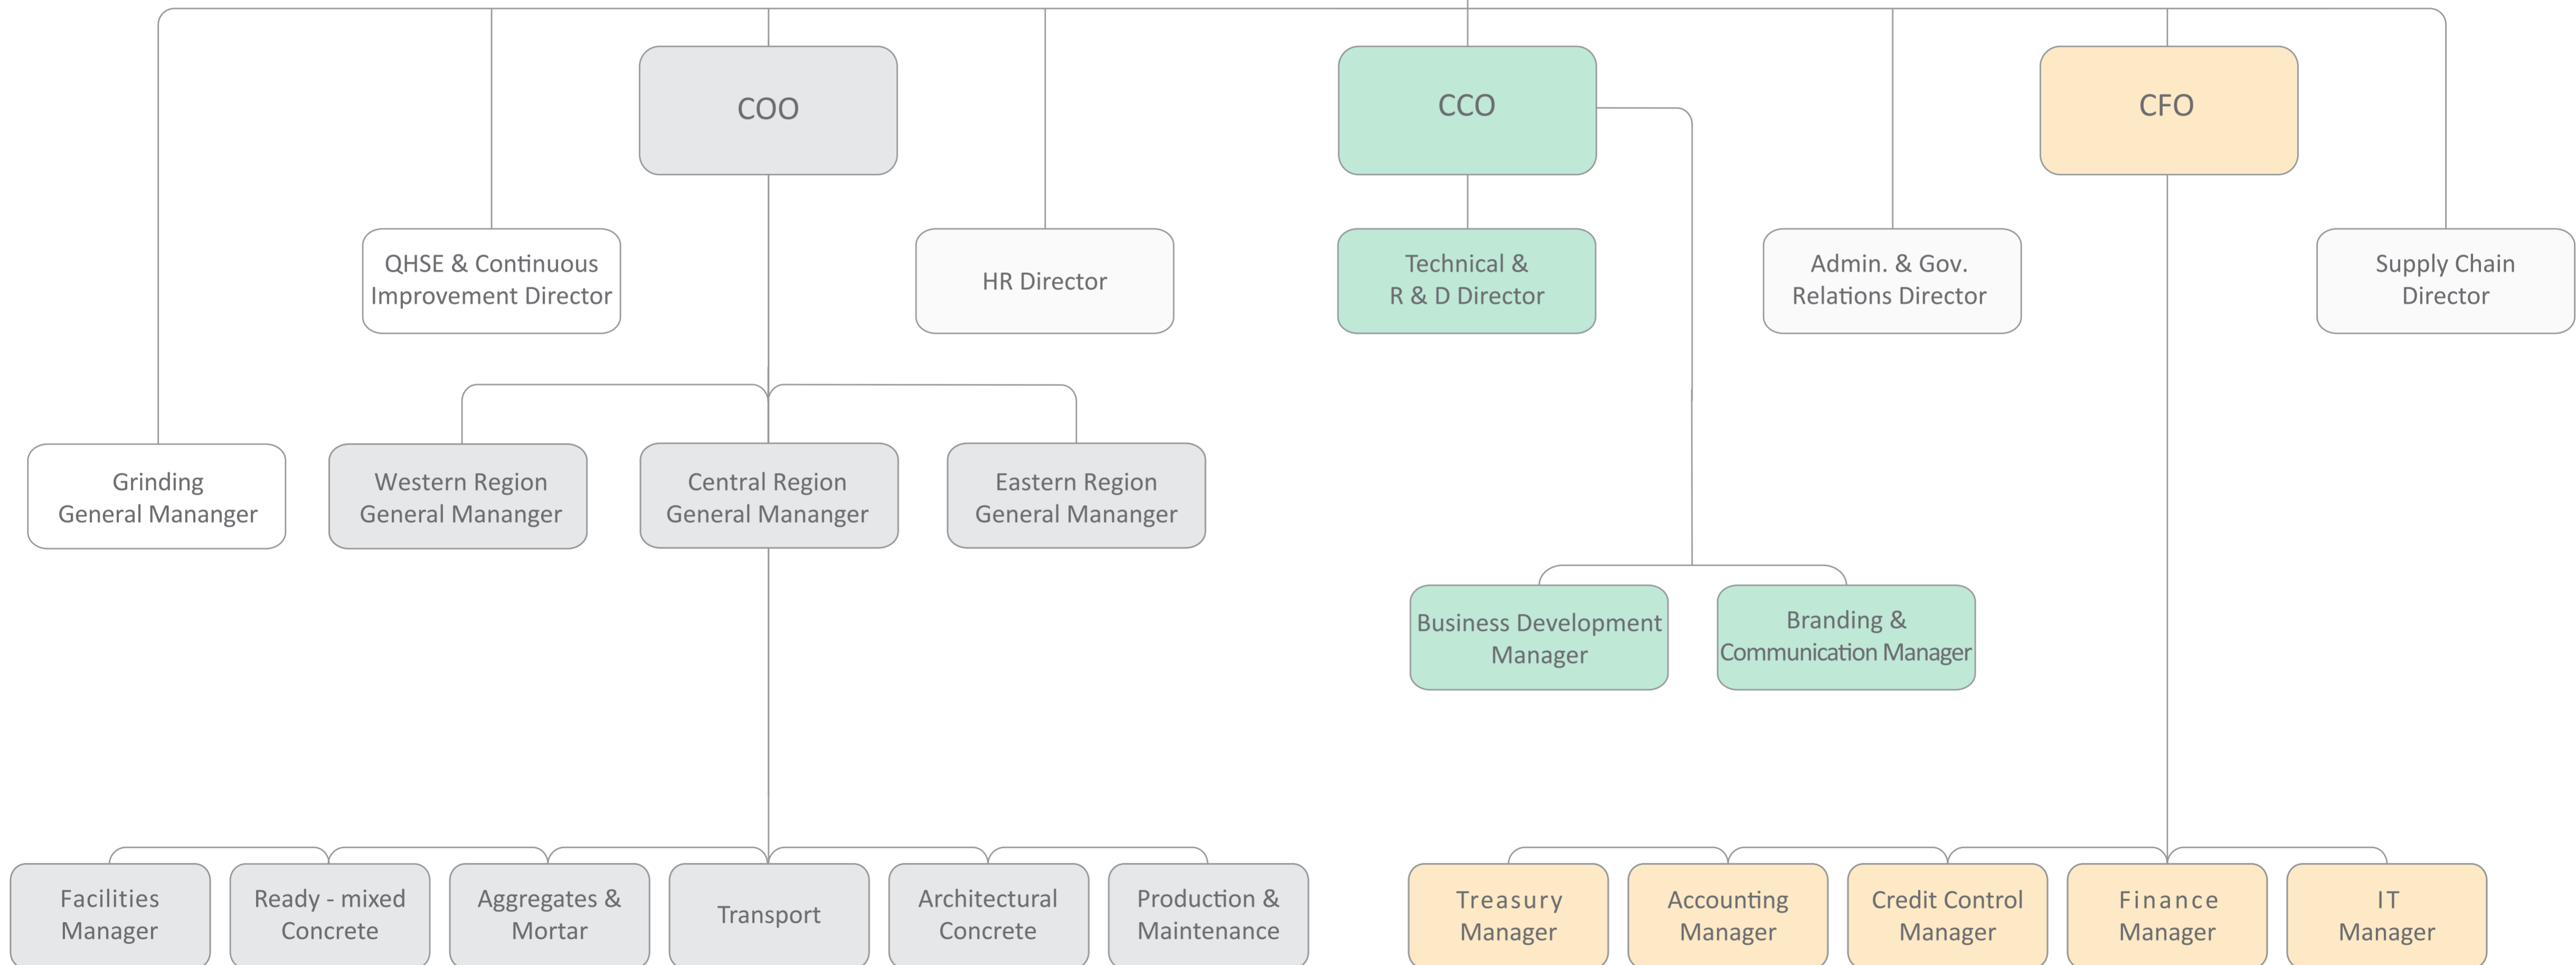 COO
CCO
CFO
QHSE & Continuous
Improvement Director
HR Director
Technical &
R & D Director
Admin. & Gov.
Relations Director
Supply Chain
Director
Grinding
General Mananger
Western Region
General Mananger
Central Region
General Mananger
Eastern Region
General Mananger
Business Development
Manager
Branding &
Communication Manager
Facilities
Manager
Ready - mixed
Concrete
Aggregates &
Mortar
Transport
Architectural
Concrete
Production &
Maintenance
Treasury
Manager
Accounting
Manager
Credit Control
Manager
Finance
Manager
IT
Manager